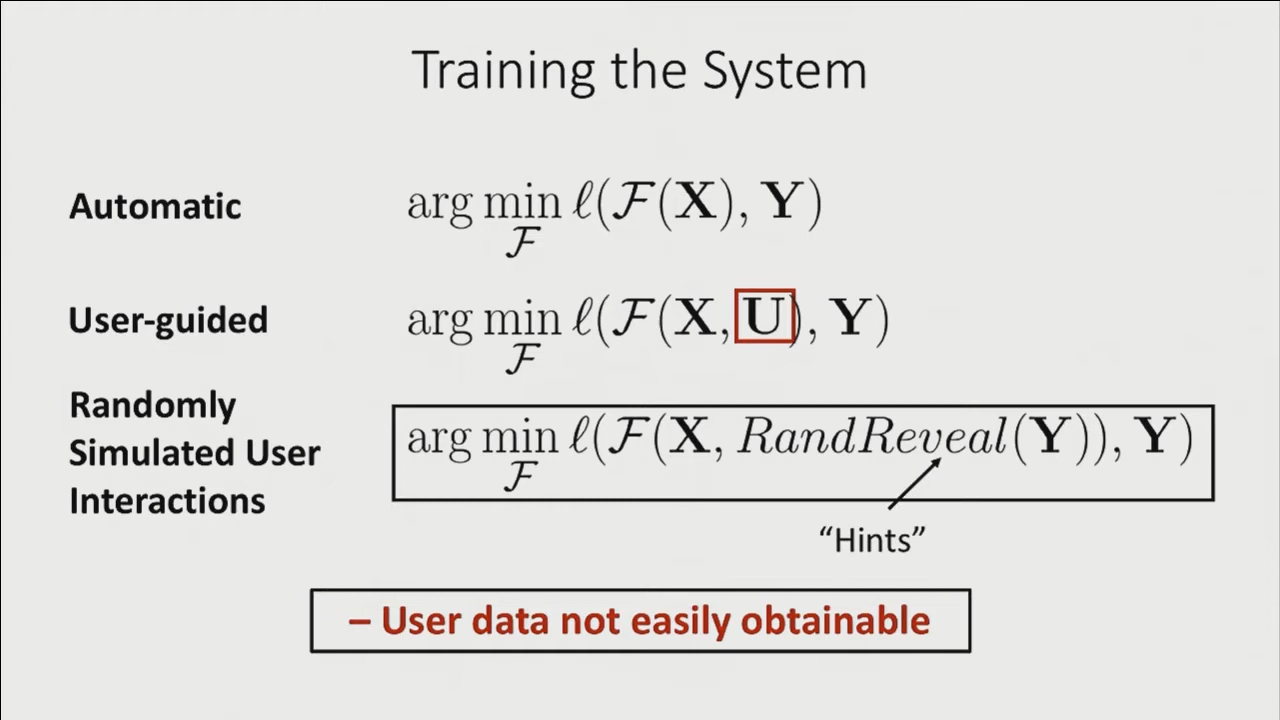 Training the System
Automatic
arg min ℓ(ℱ(X), Y)
ℱ
User-guided
arg min ℓ(ℱ(X, U), Y)
ℱ
Randomly
Simulated User
Interactions
arg min ℓ(ℱ(X, RandReveal(Y)), Y)
ℱ
“Hints”
– User data not easily obtainable